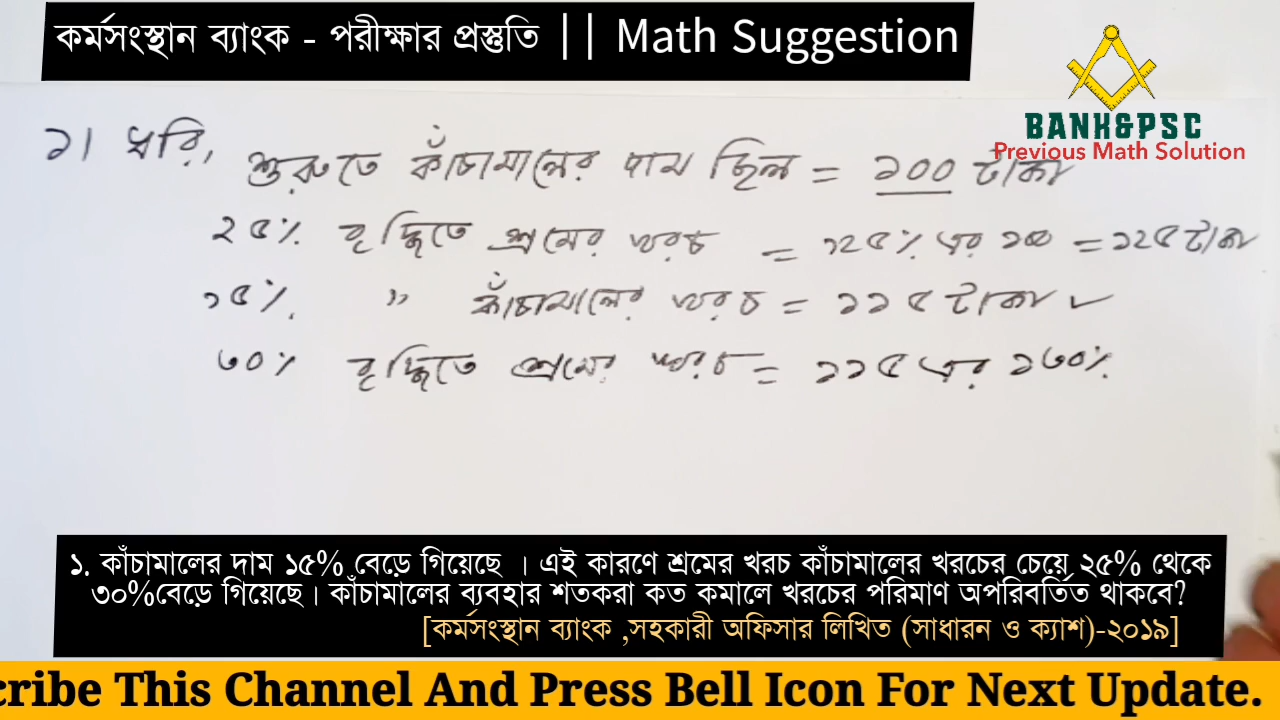 কর্মসংস্থান ব্যাংক - পরীক্ষার প্রস্তুতি || Math Suggestion
BANK&PSC
Previous Math Solution
১। ধরি, শুরুতে কাঁচামালের দাম ছিল = ১০০ টাকা
২৫% বৃদ্ধিতে শ্রমের খরচ = ১২৫% এর ১০০ = ১২৫ টাকা
১৫% " কাঁচামালের খরচ = ১১৫ টাকা
৩০% বৃদ্ধিতে শ্রমের খরচ = ১১৫ এর ১৩০%
১. কাঁচামালের দাম ১৫% বেড়ে গিয়েছে । এই কারণে শ্রমের খরচ কাঁচামালের খরচের চেয়ে ২৫% থেকে
৩০%বেড়ে গিয়েছে। কাঁচামালের ব্যবহার শতকরা কত কমালে খরচের পরিমাণ অপরিবর্তিত থাকবে?
[কর্মসংস্থান ব্যাংক ,সহকারী অফিসার লিখিত (সাধারন ও ক্যাশ)-২০১৯]
cribe This Channel And Press Bell Icon For Next Update.